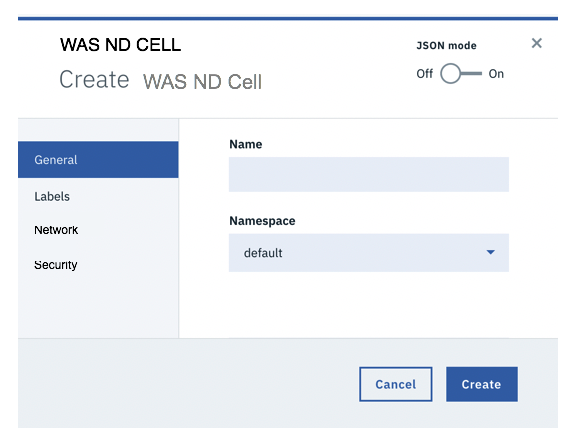 WAS ND CELL
JSON mode
Create WAS ND Cell
Off On
General
Labels
Network
Security
Name
Namespace
default
Cancel
Create